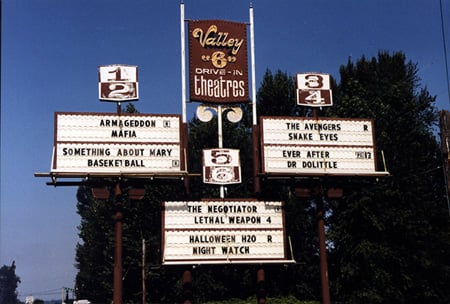 Valley
"6"
DRIVE-IN
theatres
1
2
ARMAGEDDON
MAFIA
SOMETHING ABOUT MARY
BASEKETBALL
3
4
THE AVENGERS R
SNAKE EYES
EVER AFTER
DR DOLITTLE
5
6
THE NEGOTIATOR
LETHAL WEAPON 4
HALLOWEEN H2O R
NIGHT WATCH